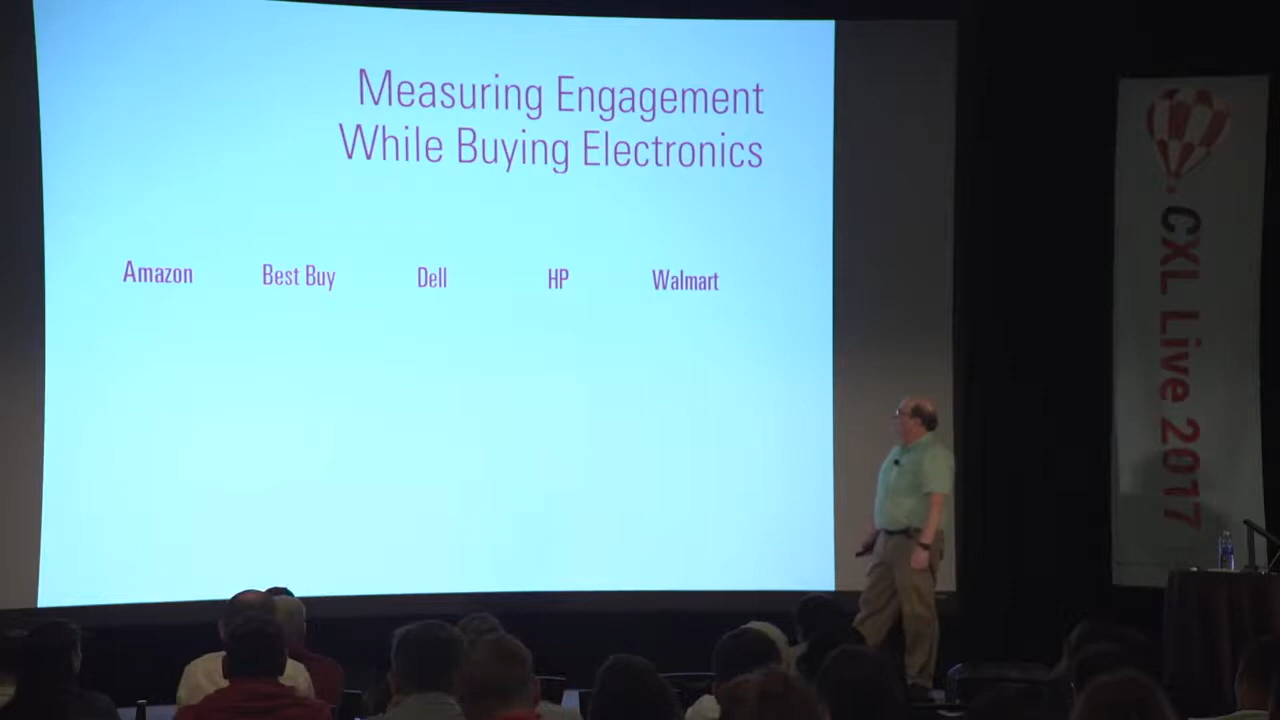 Measuring Engagement
While Buying Electronics
Amazon Best Buy Dell HP Walmart
CXL Live 2017